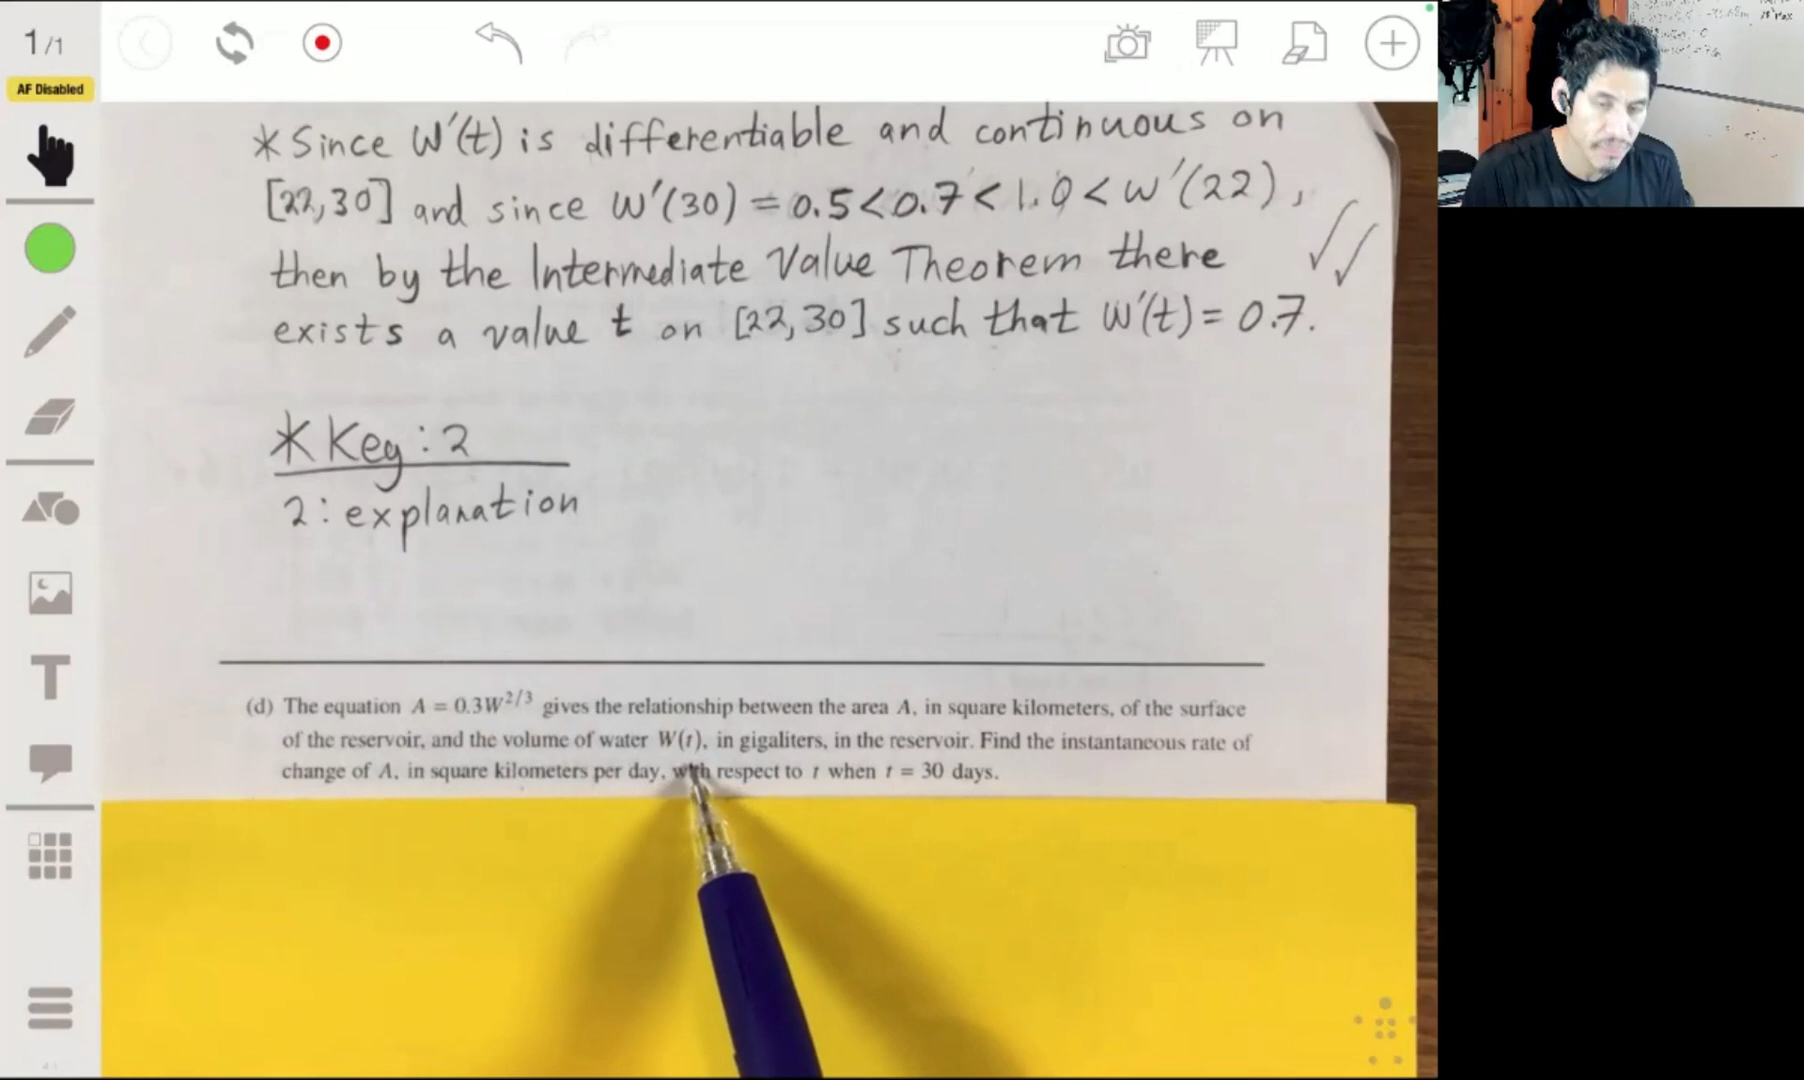 1/1
AF Disabled
T
* Since W'(t) is differentiable and continuous on
[22,30] and since W'(30) = 0.5 < 0.7 < 1.0 < W'(22),
then by the Intermediate Value Theorem there
exists a value t on [22,30] such that W'(t) = 0.7.
* Key: 2
2: explanation
(d) The equation A = 0.3W^{2/3} gives the relationship between the area A, in square kilometers, of the surface
of the reservoir, and the volume of water W(t), in gigaliters, in the reservoir. Find the instantaneous rate of
change of A, in square kilometers per day, with respect to t when t = 30 days.